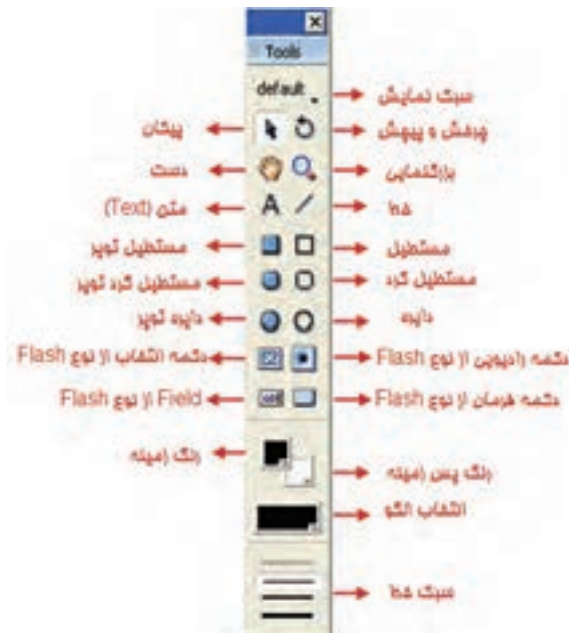 Tools
default
سبک نمایش
پیکان
چرخش و پیچش
دست
بزرگنمایی
متن (Text)
خط
مستطیل توپر
مستطیل
مستطیل گرد توپر
مستطیل گرد
دایره توپر
دایره
دکمه انتخاب از نوع Flash
دکمه رادیویی از نوع Flash
Field از نوع Flash
دکمه فرمان از نوع Flash
رنگ زمینه
رنگ پس زمینه
انتخاب الگو
سبک خط